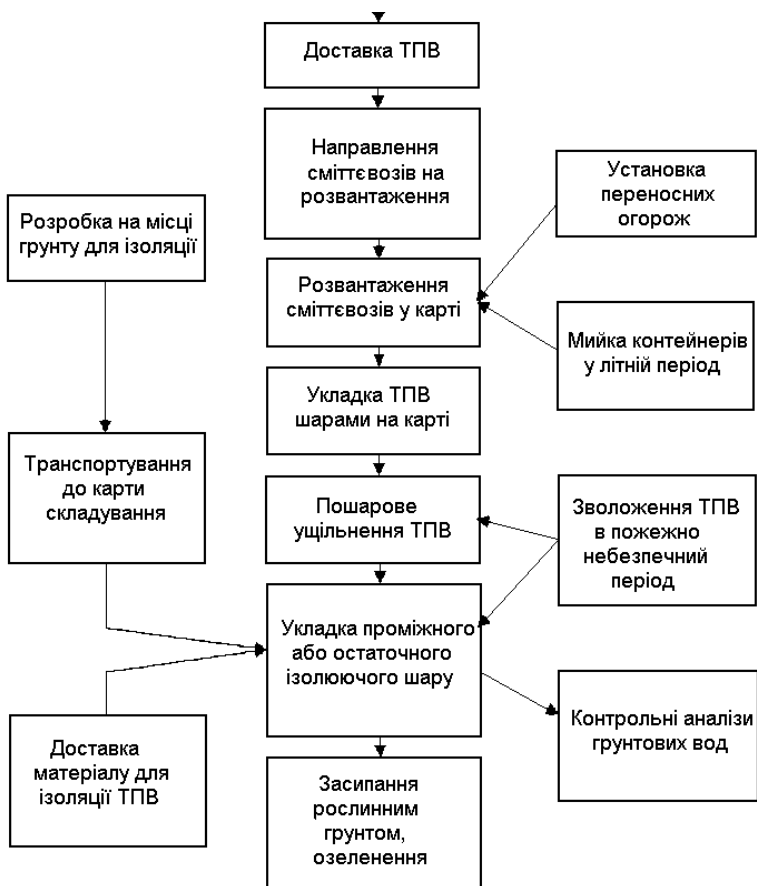 Доставка ТПВ
Направлення
сміттєвозів на
розвантаження
Установка
переносних
огорож
Розробка на місці
грунту для ізоляції
Розвантаження
сміттєвозів у карті
Мийка контейнерів
у літній період
Укладка ТПВ
шарами на карті
Транспортування
до карти
складування
Пошарове
ущільнення ТПВ
Зволоження ТПВ
в пожежно
небезпечний
період
Укладка проміжного
або остаточного
ізолюючого шару
Контрольні аналізи
грунтових вод
Доставка
матеріалу для
ізоляції ТПВ
Засипання
рослинним
грунтом,
озеленення